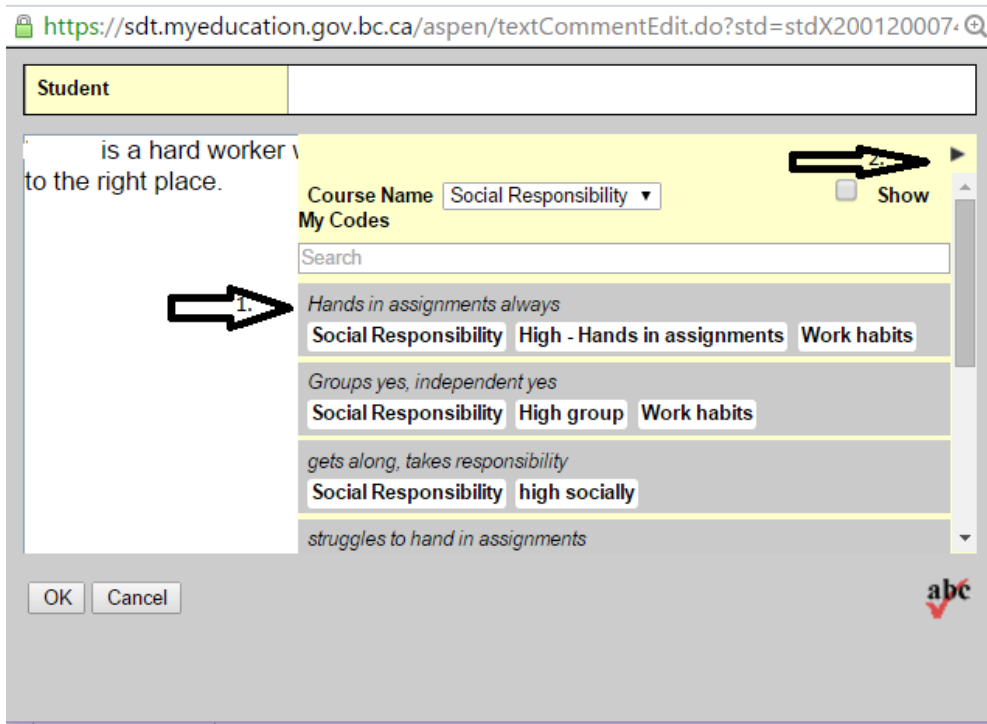 https://sdt.myeducation.gov.bc.ca/aspen/textCommentEdit.do?std=stdX200120007
Student
is a hard worker
to the right place.
2.
Course Name Social Responsibility ▼ Show
My Codes
Search
1.
Hands in assignments always
Social Responsibility High - Hands in assignments Work habits
Groups yes, independent yes
Social Responsibility High group Work habits
gets along, takes responsibility
Social Responsibility high socially
struggles to hand in assignments
OK Cancel
abc